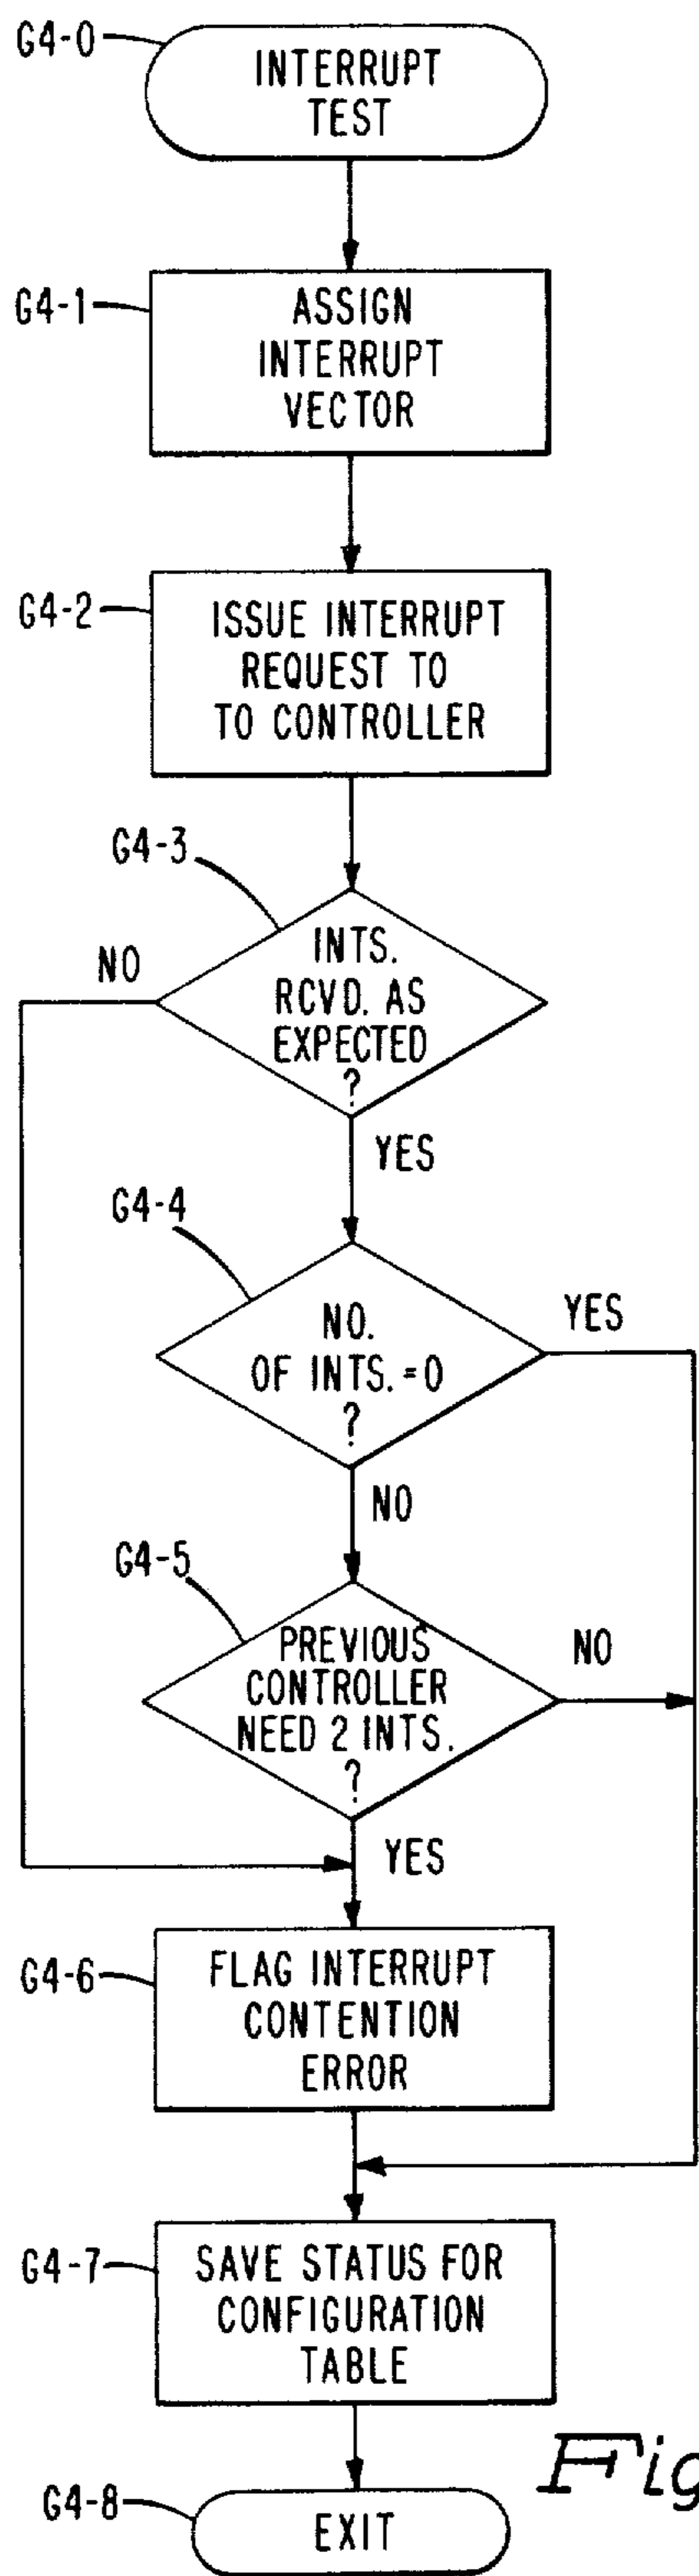 G4-0
INTERRUPT
TEST
G4-1
ASSIGN
INTERRUPT
VECTOR
G4-2
ISSUE INTERRUPT
REQUEST TO
TO CONTROLLER
G4-3
INTS.
RCVD. AS
EXPECTED
?
NO
YES
G4-4
NO.
OF INTS. = 0
?
YES
NO
G4-5
PREVIOUS
CONTROLLER
NEED 2 INTS.
?
NO
YES
G4-6
FLAG INTERRUPT
CONTENTION
ERROR
G4-7
SAVE STATUS FOR
CONFIGURATION
TABLE
G4-8
EXIT
Fig